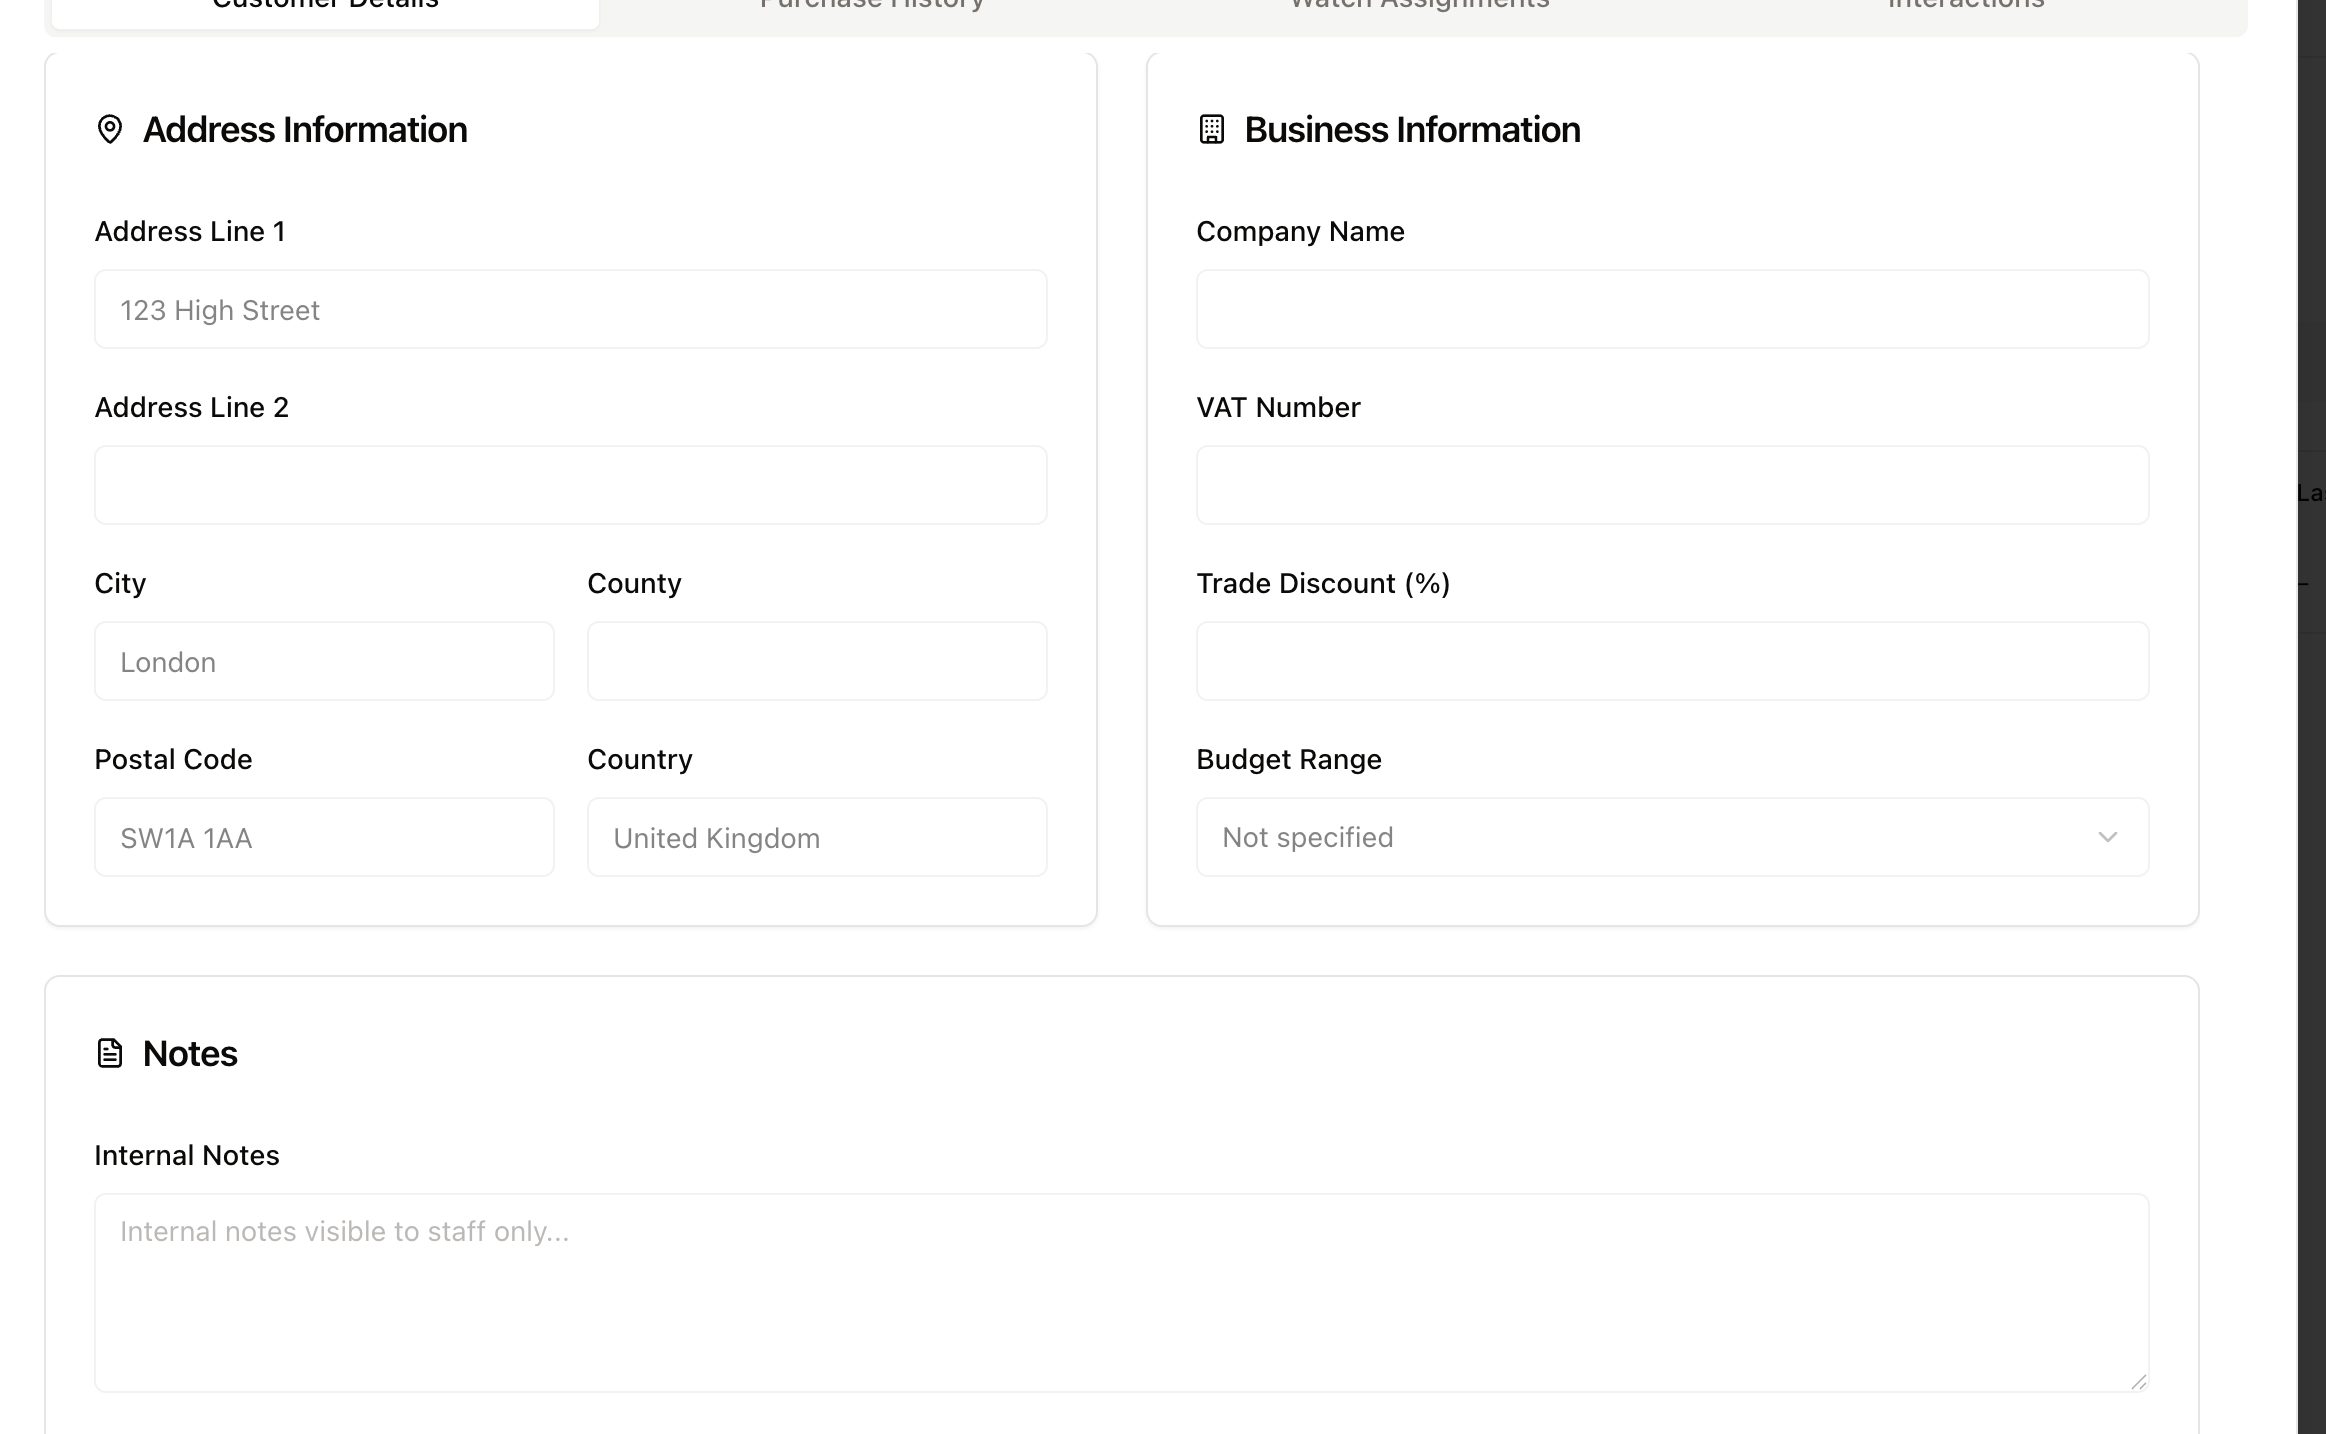 Customer Details Purchase History Watch Assignments Interactions
Address Information
Address Line 1
123 High Street
Address Line 2
City County
London
Postal Code Country
SW1A 1AA United Kingdom
Business Information
Company Name
VAT Number
Trade Discount (%)
Budget Range
Not specified
Notes
Internal Notes
Internal notes visible to staff only...